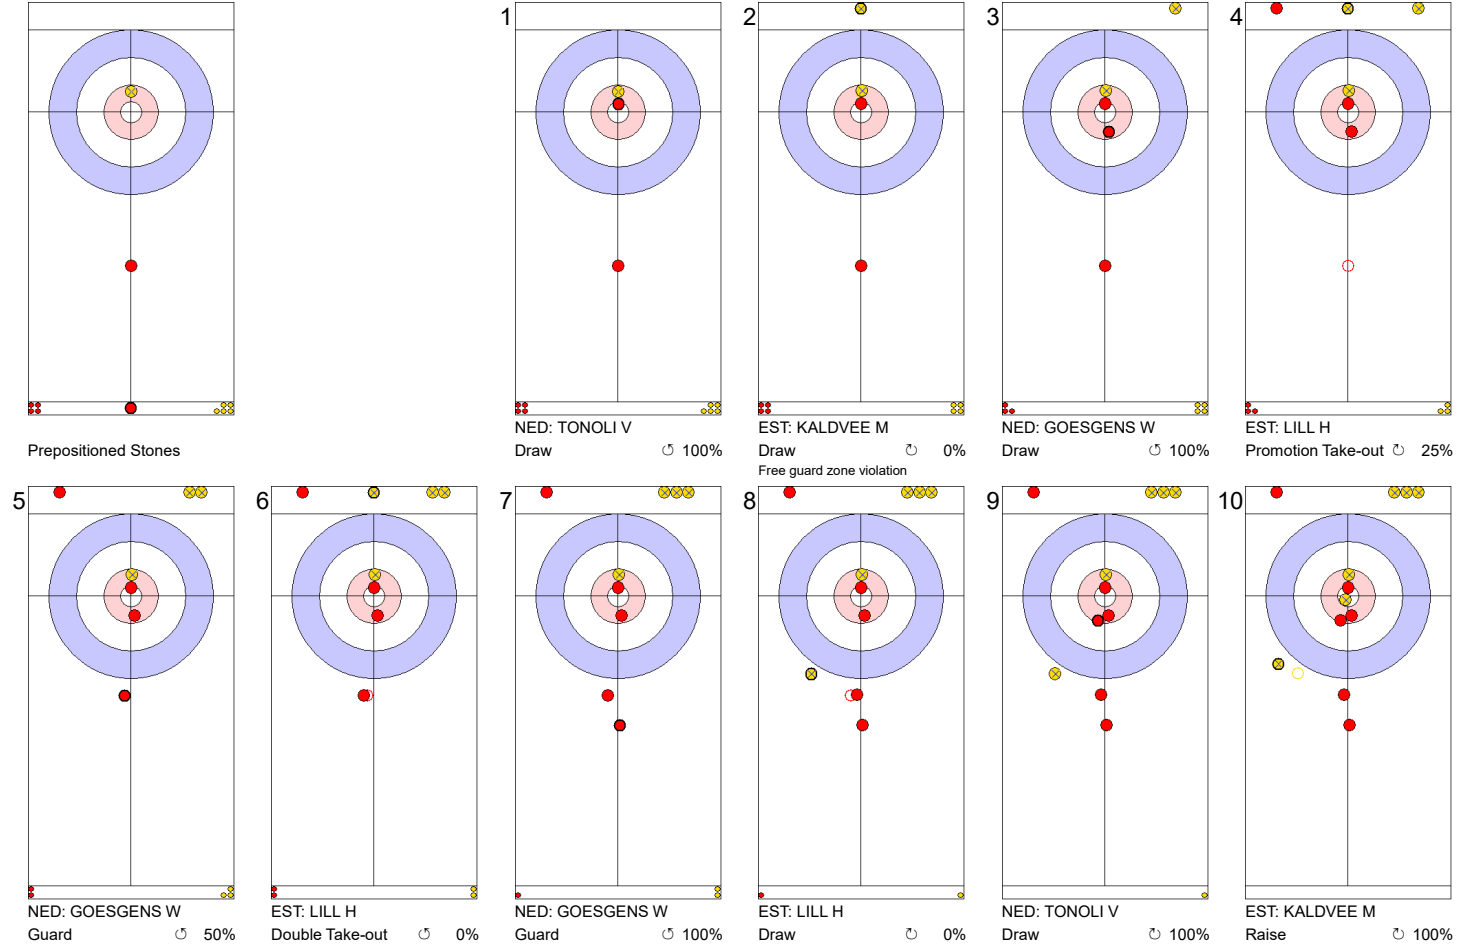 1
2
3
4
Prepositioned Stones
NED: TONOLI V
Draw ↺ 100%
EST: KALDVEE M
Draw ↻ 0%
Free guard zone violation
NED: GOESGENS W
Draw ↺ 100%
EST: LILL H
Promotion Take-out ↻ 25%
5
6
7
8
9
10
NED: GOESGENS W
Guard ↺ 50%
EST: LILL H
Double Take-out ↺ 0%
NED: GOESGENS W
Guard ↺ 100%
EST: LILL H
Draw ↻ 0%
NED: TONOLI V
Draw ↺ 100%
EST: KALDVEE M
Raise ↻ 100%